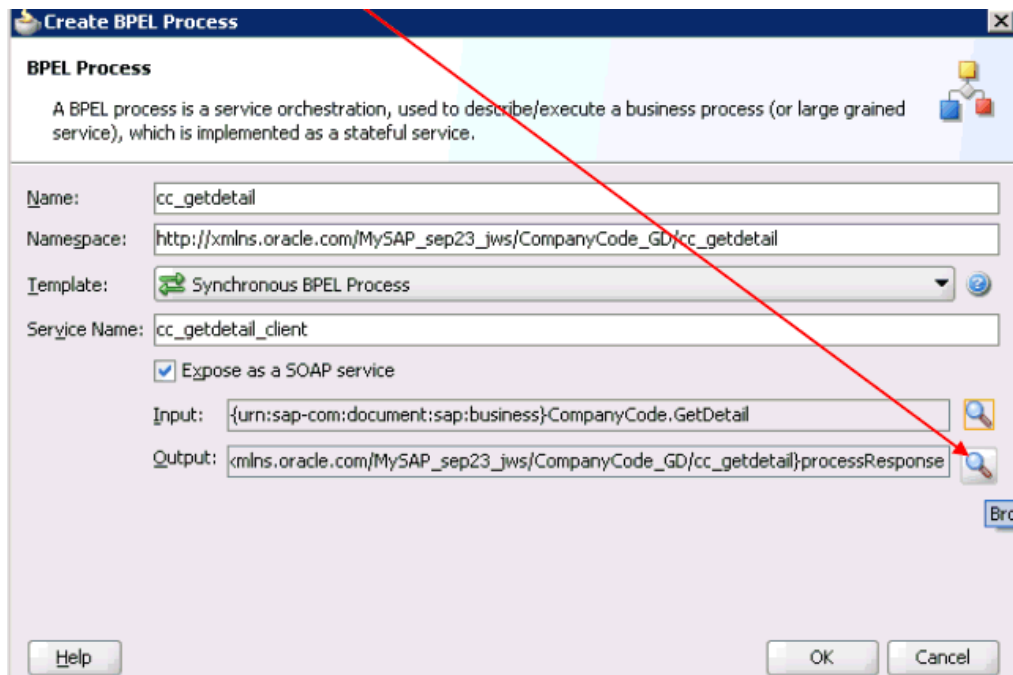 Create BPEL Process
BPEL Process
A BPEL process is a service orchestration, used to describe/execute a business process (or large grained
service), which is implemented as a stateful service.
Name: cc_getdetail
Namespace: http://xmlns.oracle.com/MySAP_sep23_jws/CompanyCode_GD/cc_getdetail
Template: Synchronous BPEL Process
Service Name: cc_getdetail_client
Expose as a SOAP service
Input: {urn:sap-com:document:sap:business}CompanyCode.GetDetail
Output: xmlns.oracle.com/MySAP_sep23_jws/CompanyCode_GD/cc_getdetail}processResponse
Bro
Help OK Cancel